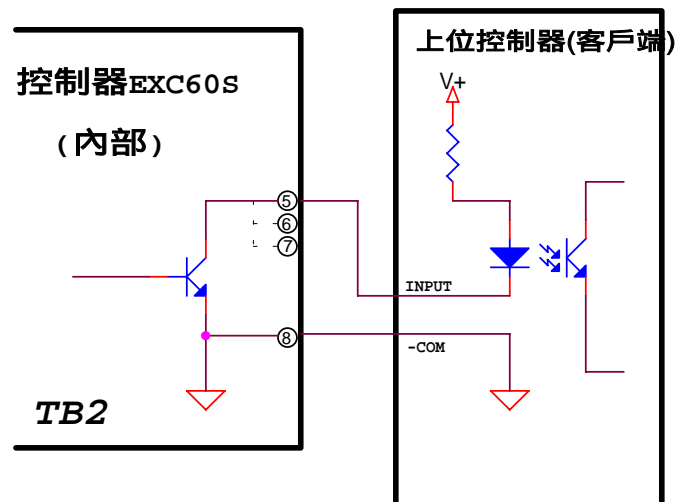 控制器EXC60S
(內部)
⑤
⑥
⑦
⑧
TB2
上位控制器(客戶端)
V+
INPUT
-COM